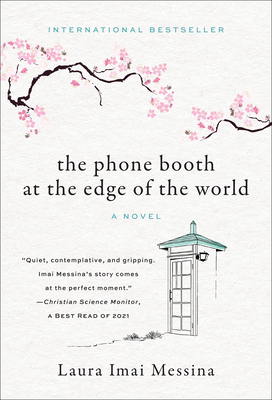 INTERNATIONAL BESTSELLER
the phone booth
at the edge of the world
A NOVEL
"Quiet, contemplative, and gripping.
Imai Messina's story comes
at the perfect moment."
—Christian Science Monitor,
A BEST READ OF 2021
Laura Imai Messina